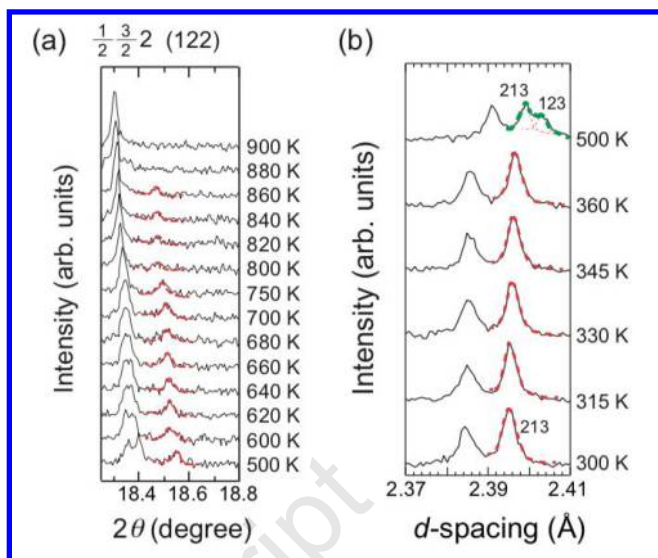 (a)
1/2 3/2 2 (122)
Intensity (arb. units)
900 K
880 K
860 K
840 K
820 K
800 K
750 K
700 K
680 K
660 K
640 K
620 K
600 K
500 K
18.4 18.6 18.8
2θ (degree)
(b)
Intensity (arb. units)
213
123
500 K
360 K
345 K
330 K
315 K
213
300 K
2.37 2.39 2.41
d-spacing (Å)
script